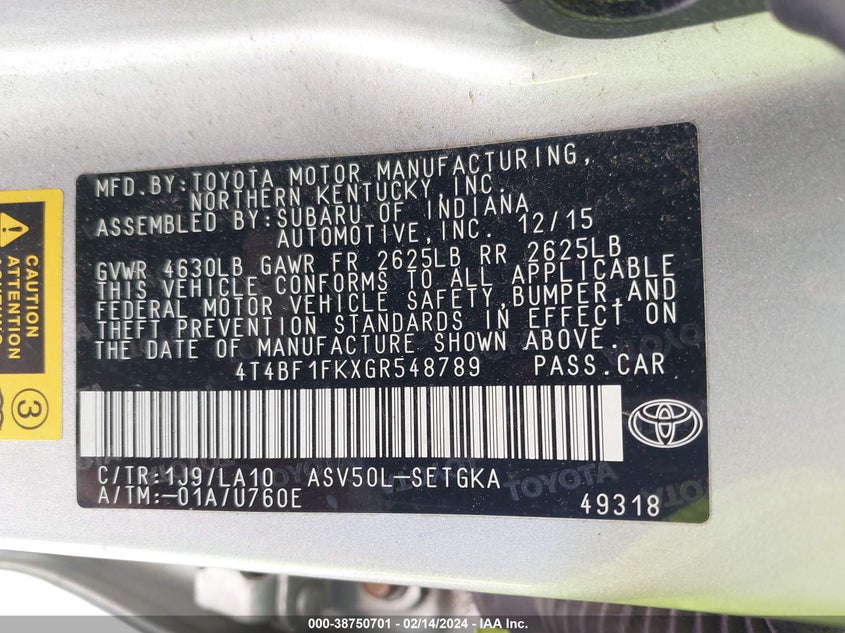 MFD.BY:TOYOTA MOTOR MANUFACTURING,
NORTHERN KENTUCKY,INC.
ASSEMBLED BY:SUBARU OF INDIANA
AUTOMOTIVE,INC. 12/15
GVWR 4630LB GAWR FR 2625LB RR 2625LB
THIS VEHICLE CONFORMS TO ALL APPLICABLE
FEDERAL MOTOR VEHICLE SAFETY,BUMPER,AND
THEFT PREVENTION STANDARDS IN EFFECT ON
THE DATE OF MANUFACTURE SHOWN ABOVE.
4T4BF1FKXGR548789 PASS.CAR
C/TR:1J9/LA10 ASV50L-SETGKA
A/TM:-01A/U760E 49318
TOYOTA
CAUTION
ATTENTION
3
000-38750701 - 02/14/2024 - IAA Inc.